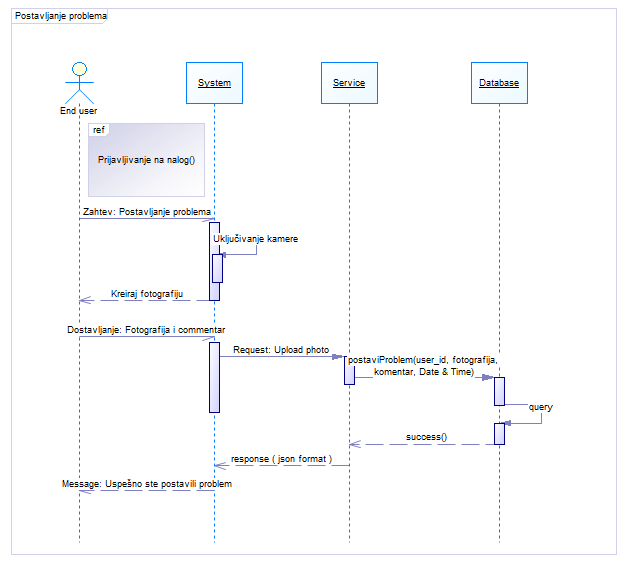 Postavljanje problema
End user
System
Service
Database
ref
Prijavljivanje na nalog()
Zahtev: Postavljanje problema
Uključivanje kamere
Kreiraj fotografiju
Dostavljanje: Fotografija i commentar
Request: Upload photo
postaviProblem(user_id, fotografija,
komentar, Date & Time)
query
success()
response ( json format )
Message: Uspešno ste postavili problem